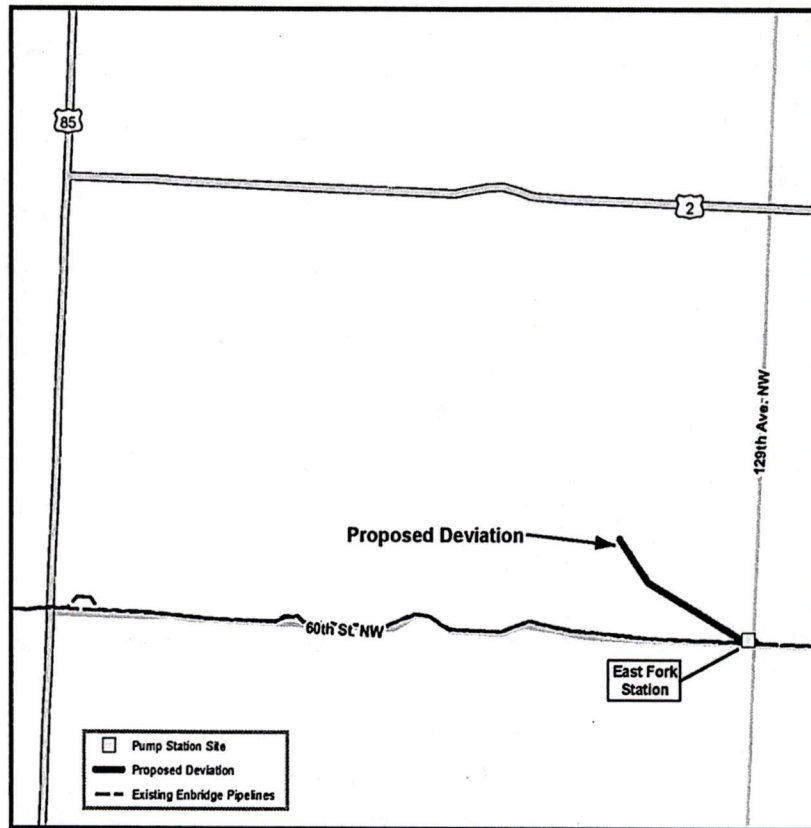 85
2
129th Ave. NW
Proposed Deviation
60th St. NW
East Fork
Station
Pump Station Site
Proposed Deviation
Existing Enbridge Pipelines